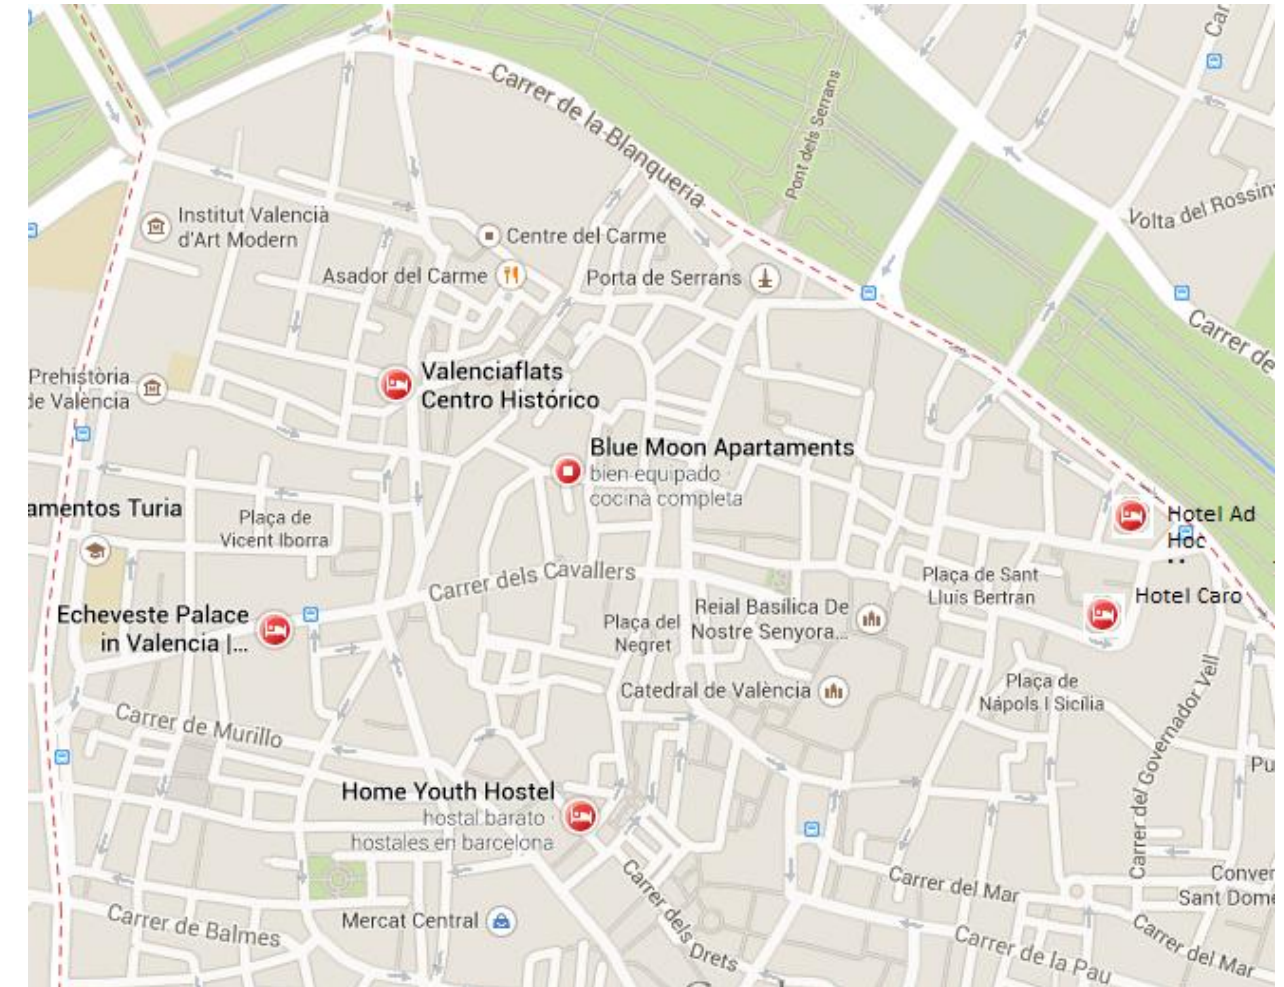 Car
Carrer de la Blanqueria
Pont dels Serrans
Volta del Rossin
Institut Valencià
d'Art Modern
Centre del Carme
Asador del Carme
Porta de Serrans
Carrer de
Prehistòria
de València
Valenciaflats
Centro Histórico
Blue Moon Apartaments
bien equipado ·
cocina completa
amentos Turia
Plaça de
Vicent Iborra
Hotel Ad
Hoc
Carrer dels Cavallers
Plaça de Sant
Lluís Bertran
Hotel Caro
Echeveste Palace
in Valencia |...
Plaça del
Negret
Reial Basílica De
Nostre Senyora...
Catedral de València
Plaça de
Nápols I Sicília
Carrer de Murillo
Carrer del Governador Vell
Pu
Home Youth Hostel
hostal barato ·
hostales en barcelona
Carrer del Mar
Conven
Sant Dome
Carrer dels Drets
Mercat Central
Carrer de Balmes
Carrer de la Pau
Carrer del Mar